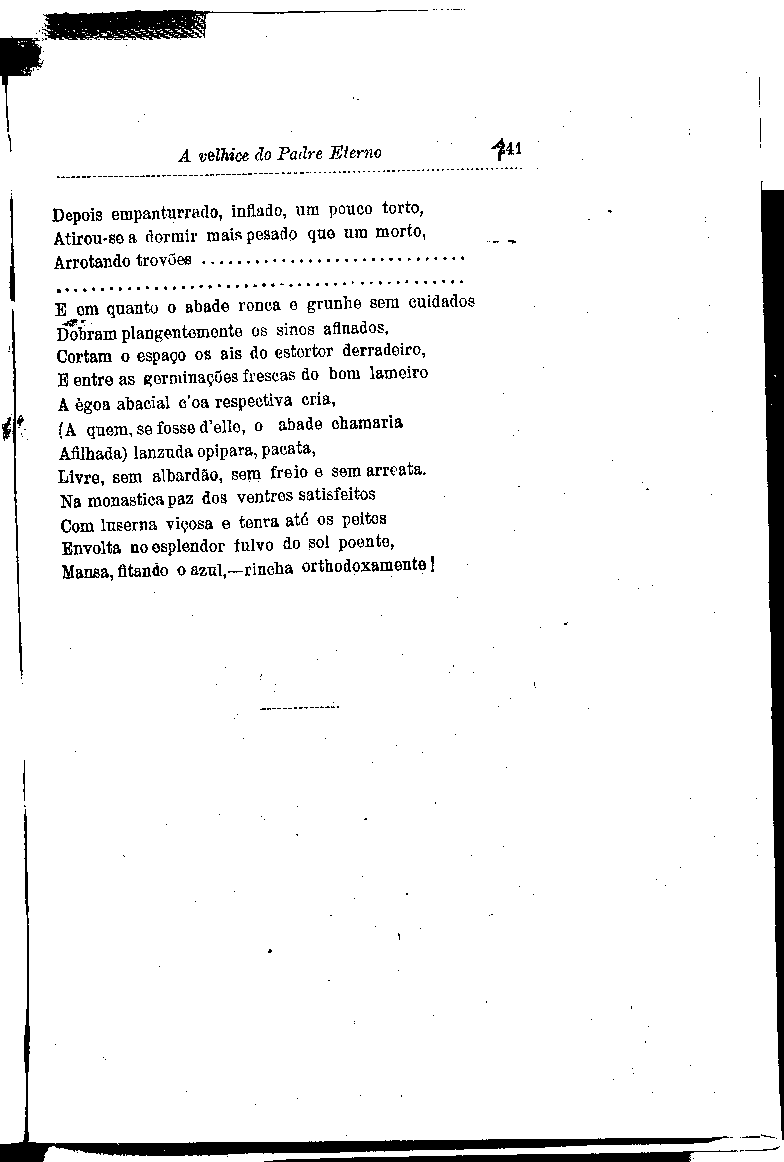 A velhice do Padre Eterno 141
Depois empanturrado, inflado, um pouco torto,
Atirou-se a dormir mais pesado que um morto,
Arrotando trovões ..............................
..............................................
E em quanto o abade ronca e grunhe sem cuidados
Dobram plangentemente os sinos afinados,
Cortam o espaço os ais do estertor derradeiro,
E entre as germinações frescas do bom lameiro
A égoa abacial c'oa respectiva cria,
(A quem, se fosse d'elle, o abade chamaria
Afilhada) lanzuda opipara, pacata,
Livre, sem albardão, sem freio e sem arreata.
Na monastica paz dos ventres satisfeitos
Com luserna viçosa e tenra até os peitos
Envolta no esplendor fulvo do sol poente,
Mansa, fitando o azul,—rincha orthodoxamente!